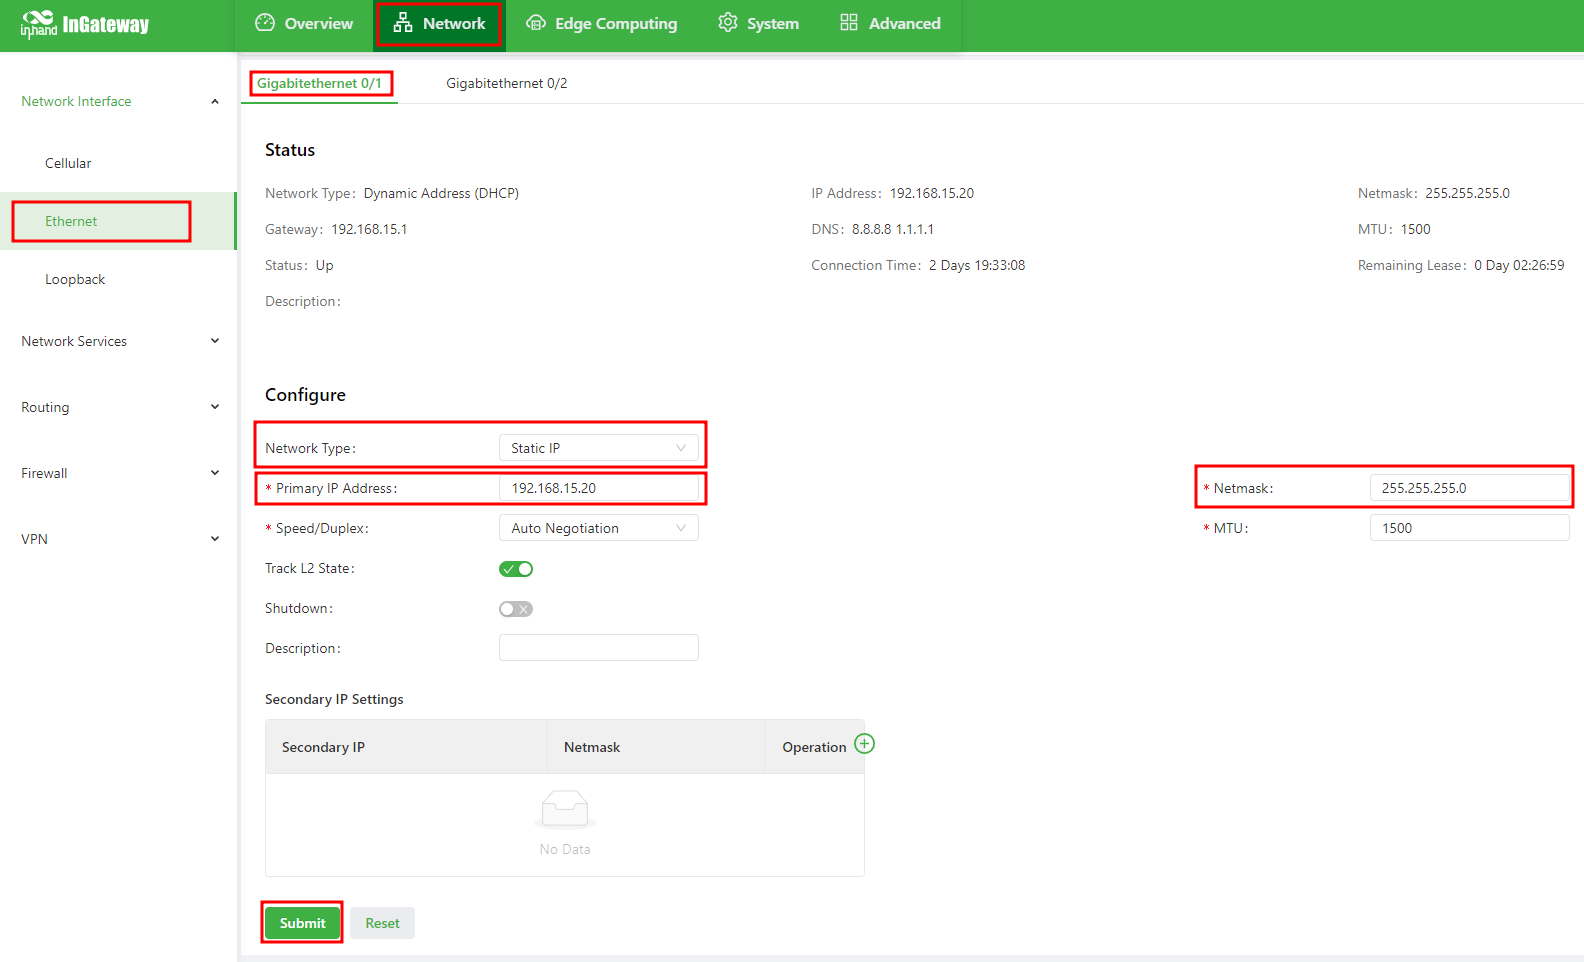 inhand InGateway
Overview
Network
Edge Computing
System
Advanced
Network Interface
Cellular
Ethernet
Loopback
Network Services
Routing
Firewall
VPN
Gigabitethernet 0/1
Gigabitethernet 0/2
Status
Network Type: Dynamic Address (DHCP)
IP Address: 192.168.15.20
Netmask: 255.255.255.0
Gateway: 192.168.15.1
DNS: 8.8.8.8 1.1.1.1
MTU: 1500
Status: Up
Connection Time: 2 Days 19:33:08
Remaining Lease: 0 Day 02:26:59
Description:
Configure
Network Type: Static IP
* Primary IP Address: 192.168.15.20
* Netmask: 255.255.255.0
* Speed/Duplex: Auto Negotiation
* MTU: 1500
Track L2 State:
Shutdown:
Description:
Secondary IP Settings
Secondary IP Netmask Operation
No Data
Submit
Reset